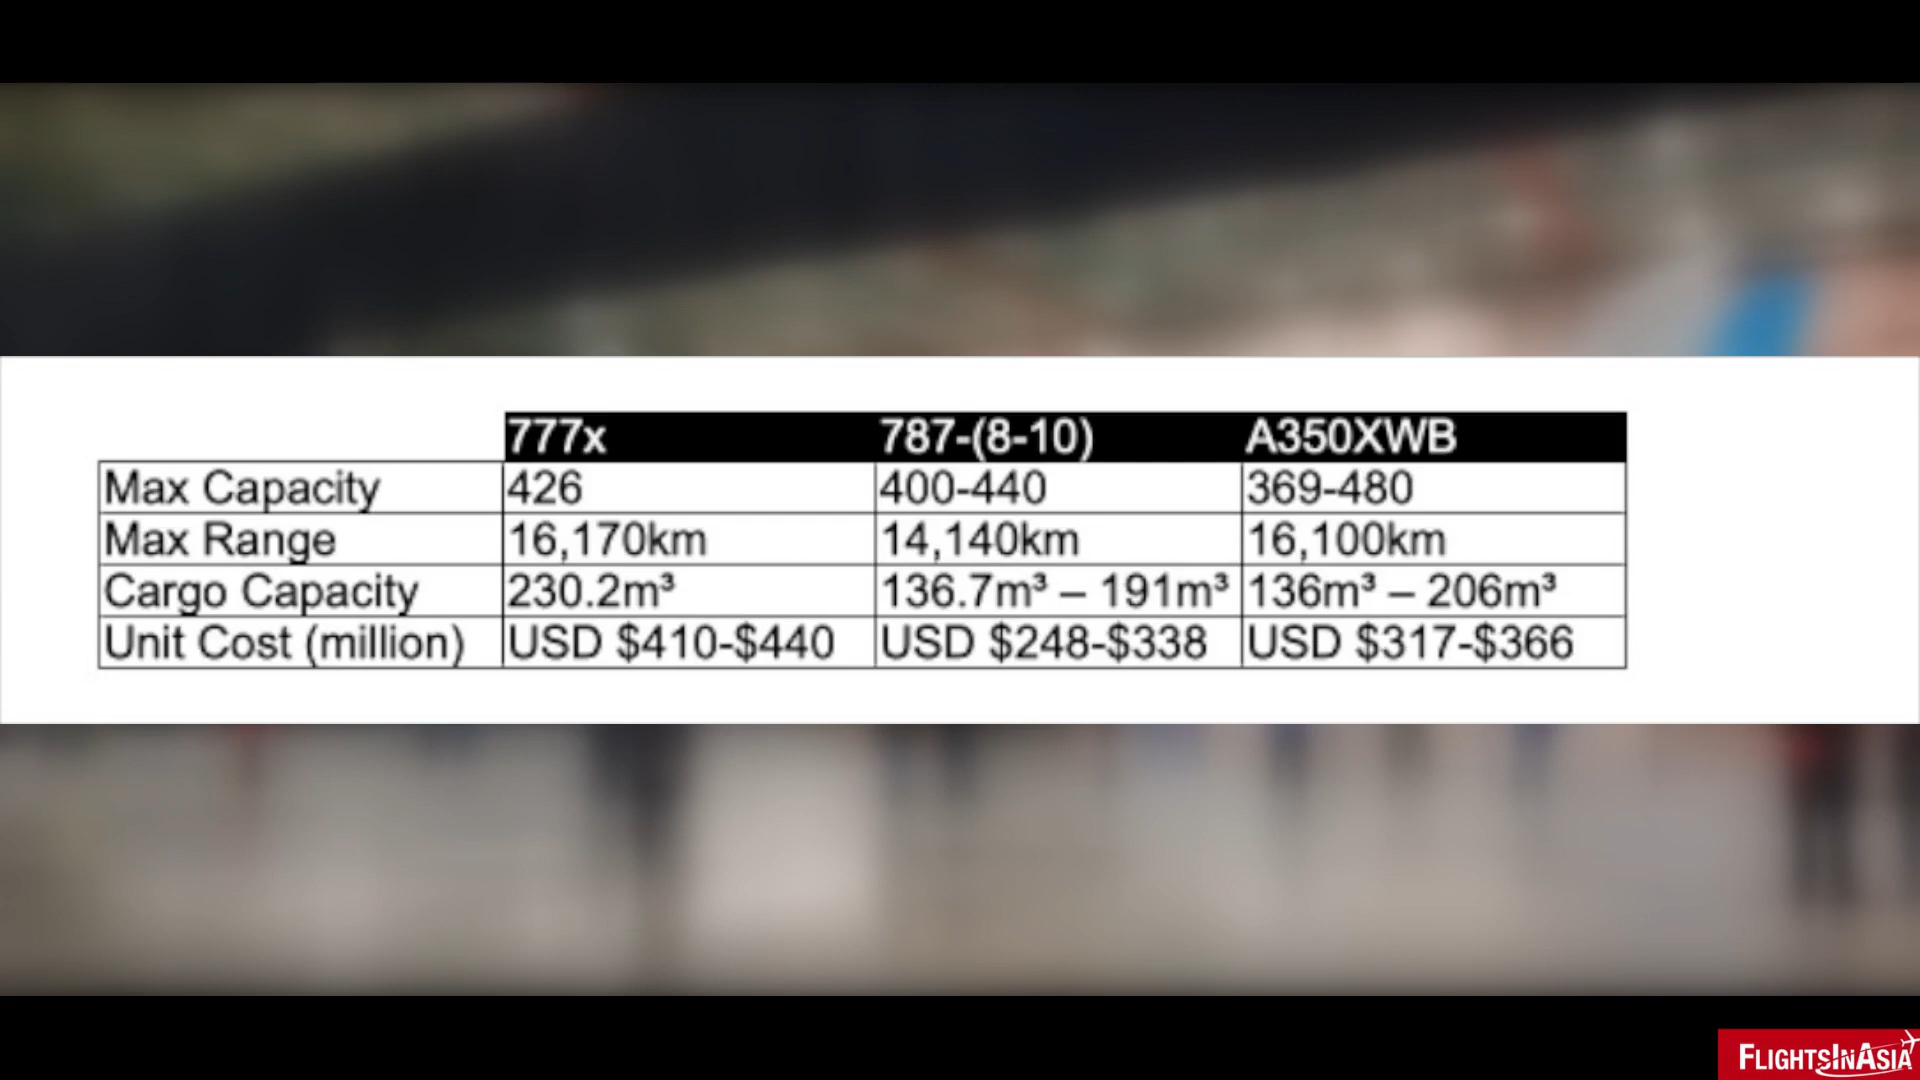 777x 787-(8-10) A350XWB
Max Capacity 426 400-440 369-480
Max Range 16,170km 14,140km 16,100km
Cargo Capacity 230.2m³ 136.7m³ – 191m³ 136m³ – 206m³
Unit Cost (million) USD $410-$440 USD $248-$338 USD $317-$366
FLIGHTSINASIA